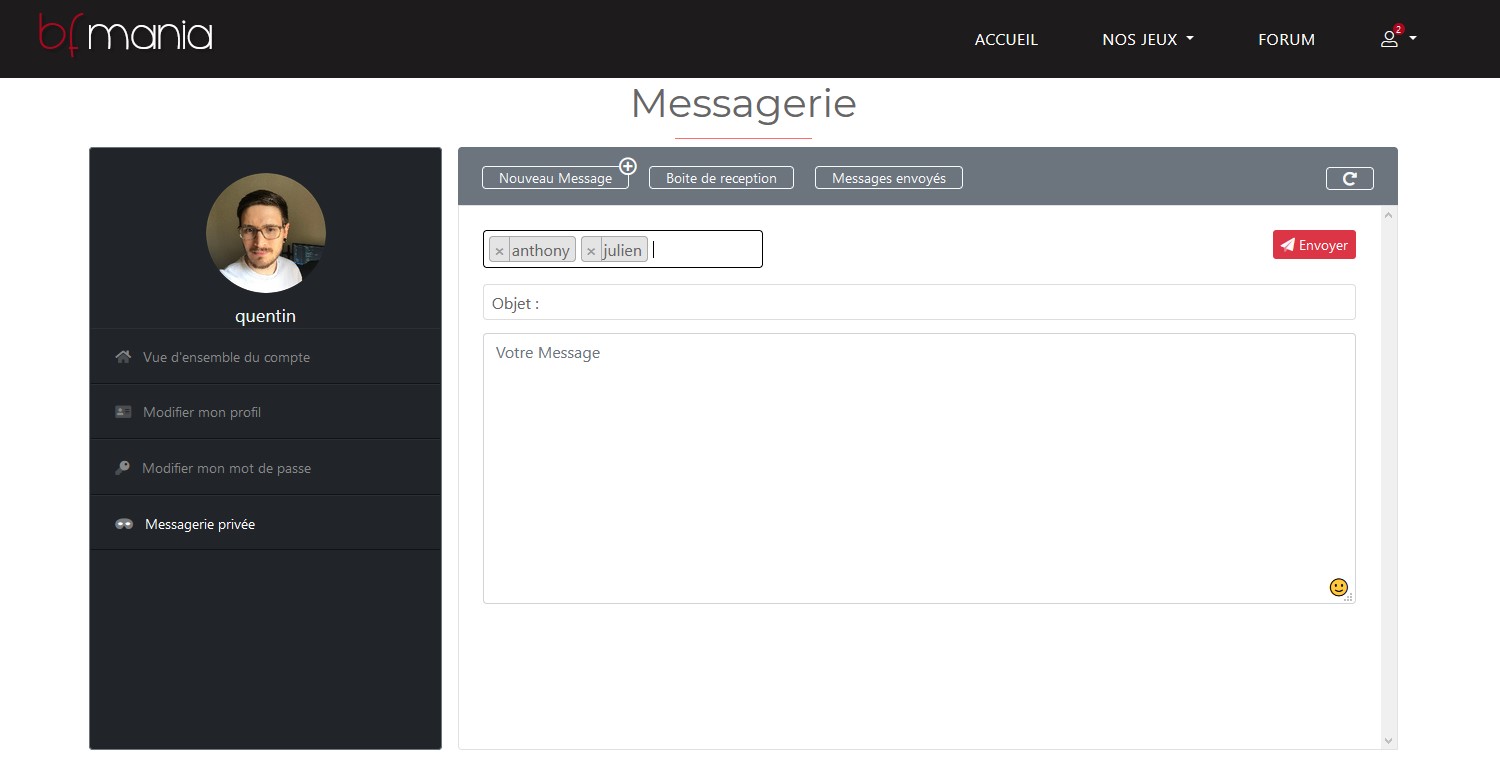 bfmania
ACCUEIL
NOS JEUX
FORUM
2
Messagerie
quentin
Vue d'ensemble du compte
Modifier mon profil
Modifier mon mot de passe
Messagerie privée
Nouveau Message
Boite de reception
Messages envoyés
× anthony × julien
Envoyer
Objet :
Votre Message